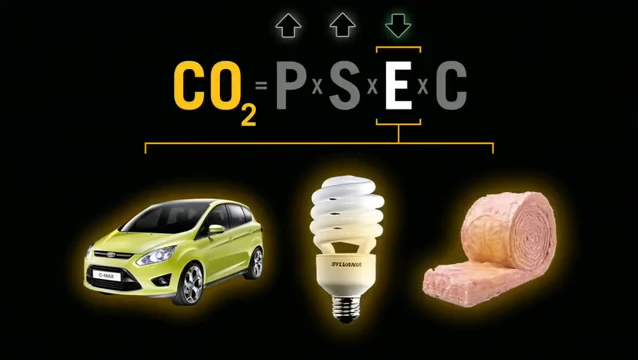 CO2 = P x S x E x C
C-MAX
SYLVANIA